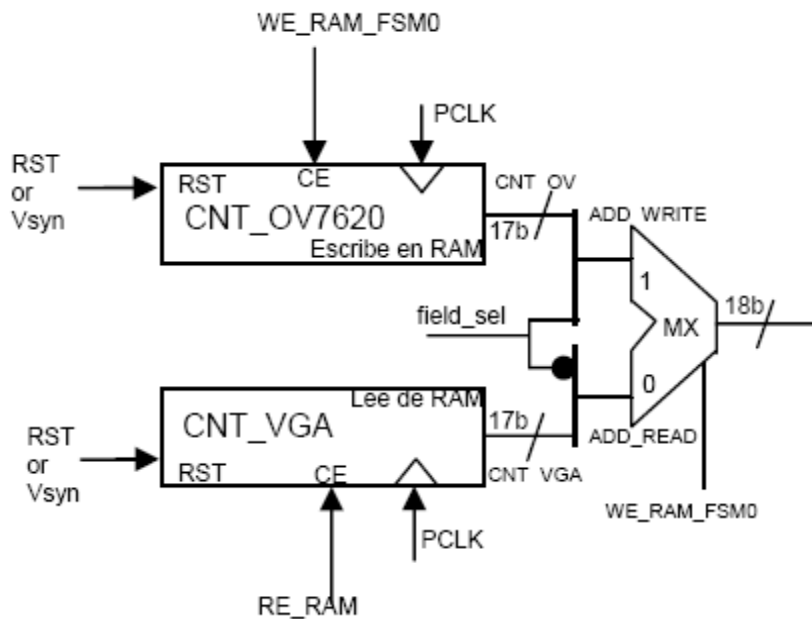 WE_RAM_FSM0
PCLK
RST
or
Vsyn
RST
CE
CNT_OV7620
Escribe en RAM
CNT_OV
17b
ADD_WRITE
1
18b
MX
field_sel
0
Lee de RAM
CNT_VGA
17b
ADD_READ
RST
or
Vsyn
RST
CE
CNT_VGA
WE_RAM_FSM0
PCLK
RE_RAM